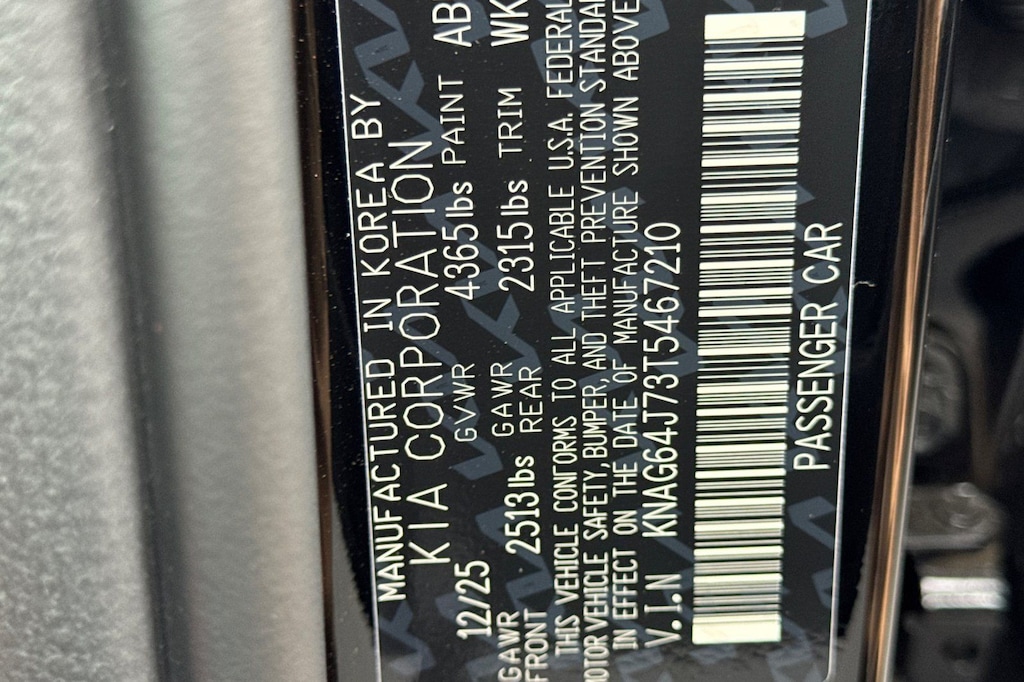 MANUFACTURED IN KOREA BY
KIA CORPORATION
12/25 GVWR 4365lbs PAINT AB
GAWR FRONT 2513lbs GAWR REAR 2315lbs TRIM WK
THIS VEHICLE CONFORMS TO ALL APPLICABLE U.S.A. FEDERAL
MOTOR VEHICLE SAFETY, BUMPER, AND THEFT PREVENTION STANDAR
IN EFFECT ON THE DATE OF MANUFACTURE SHOWN ABOVE
V.I.N KNAG64J73T5467210
PASSENGER CAR